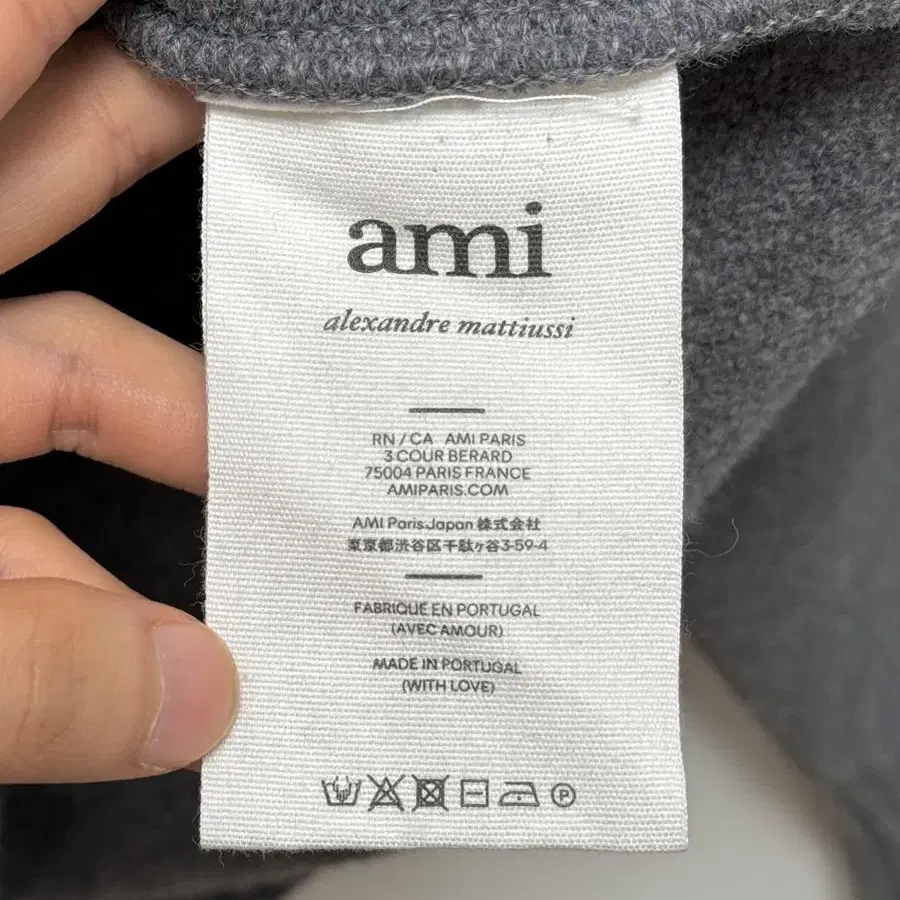 ami
alexandre mattiussi
RN / CA AMI PARIS
3 COUR BERARD
75004 PARIS FRANCE
AMIPARIS.COM
AMI Paris Japan 株式会社
東京都渋谷区千駄ヶ谷3-59-4
FABRIQUE EN PORTUGAL
(AVEC AMOUR)
MADE IN PORTUGAL
(WITH LOVE)
P